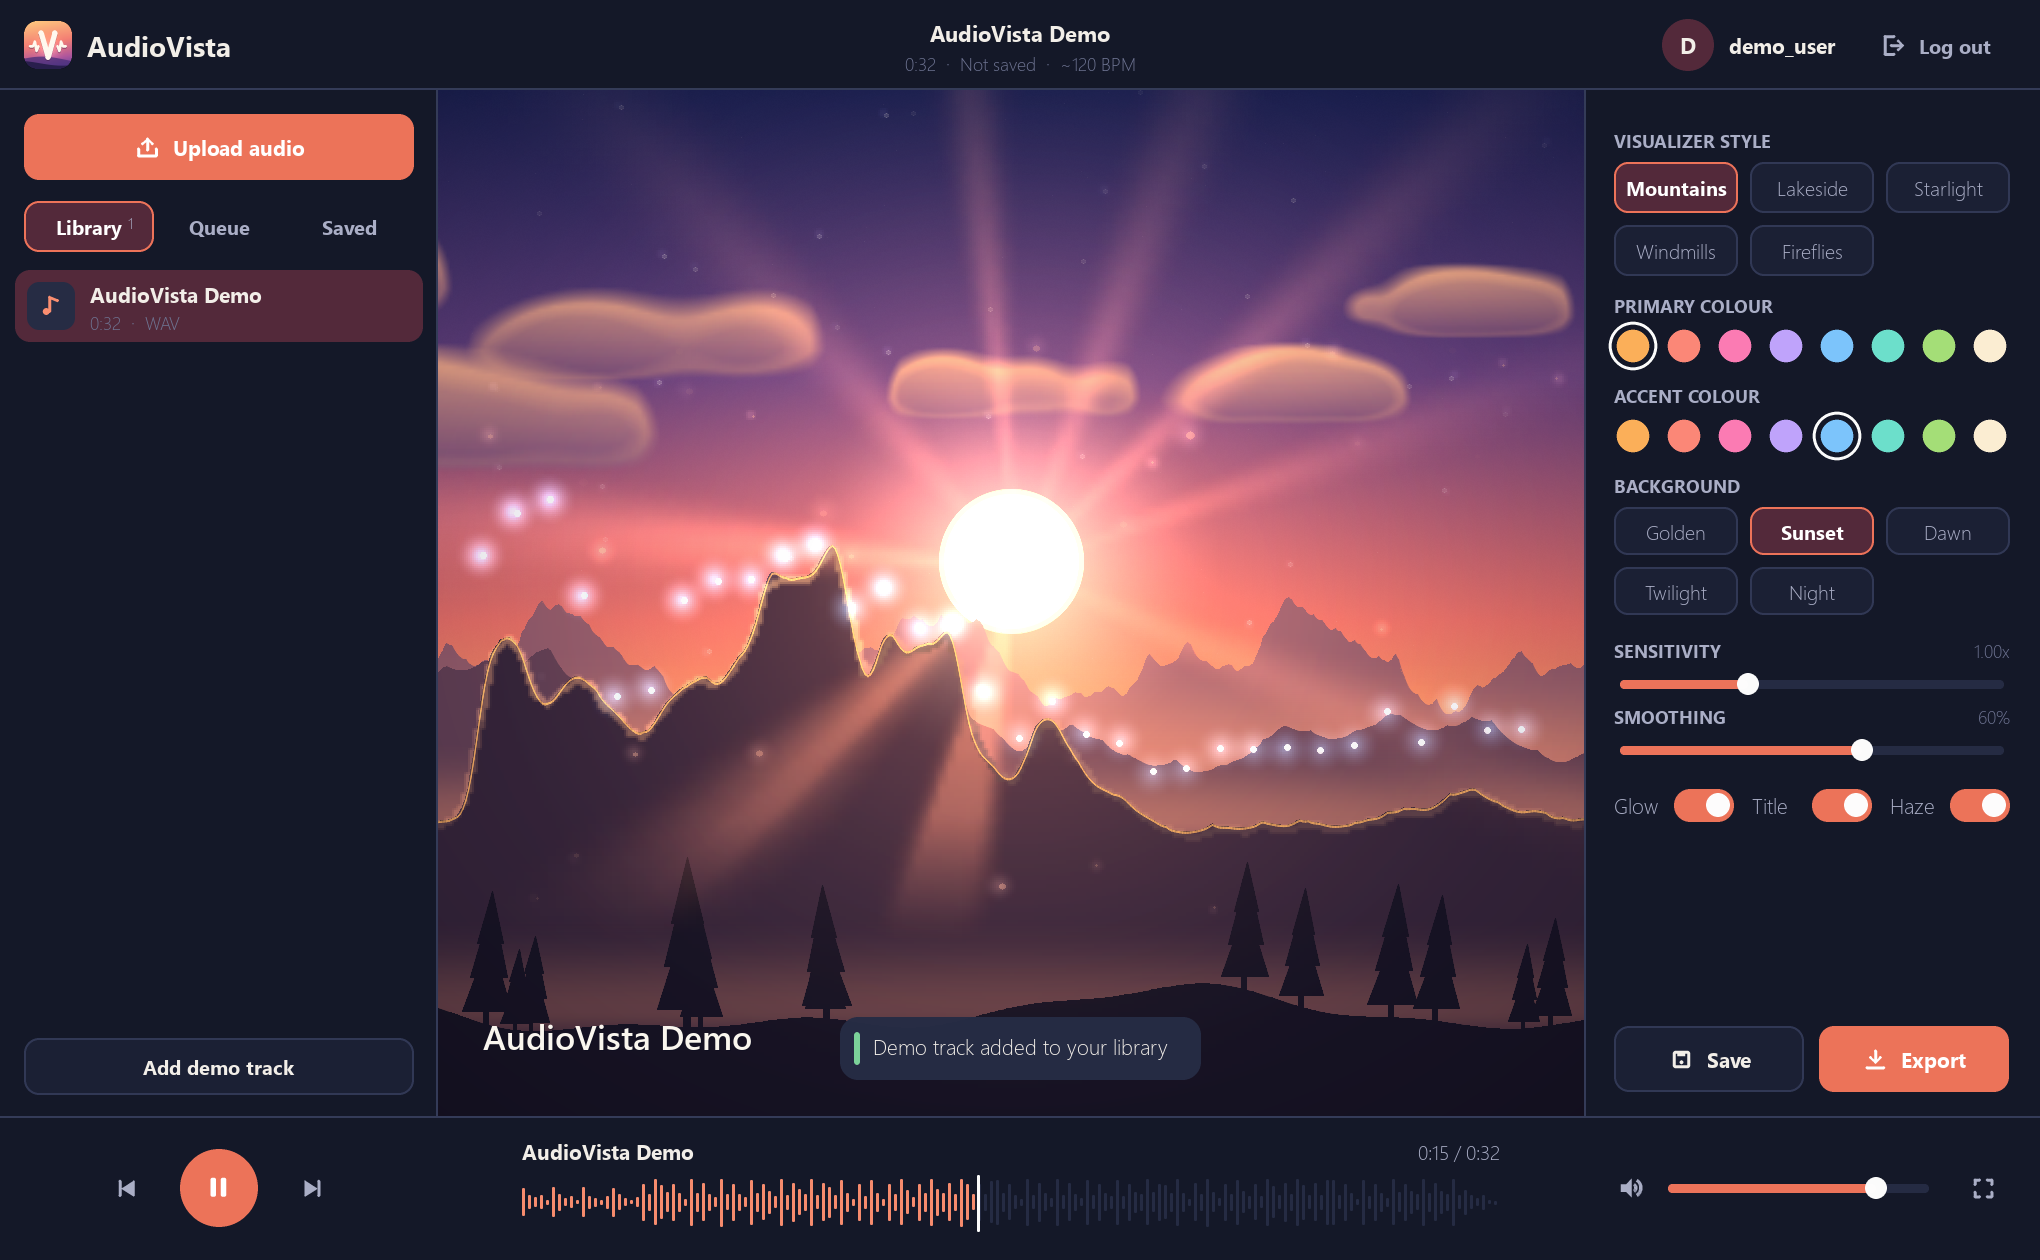 AudioVista
AudioVista Demo
0:32 · Not saved · ~120 BPM
D demo_user
Log out
Upload audio
Library 1
Queue
Saved
AudioVista Demo
0:32 · WAV
Add demo track
AudioVista Demo
Demo track added to your library
VISUALIZER STYLE
Mountains
Lakeside
Starlight
Windmills
Fireflies
PRIMARY COLOUR
ACCENT COLOUR
BACKGROUND
Golden
Sunset
Dawn
Twilight
Night
SENSITIVITY 1.00x
SMOOTHING 60%
Glow
Title
Haze
Save
Export
AudioVista Demo
0:15 / 0:32